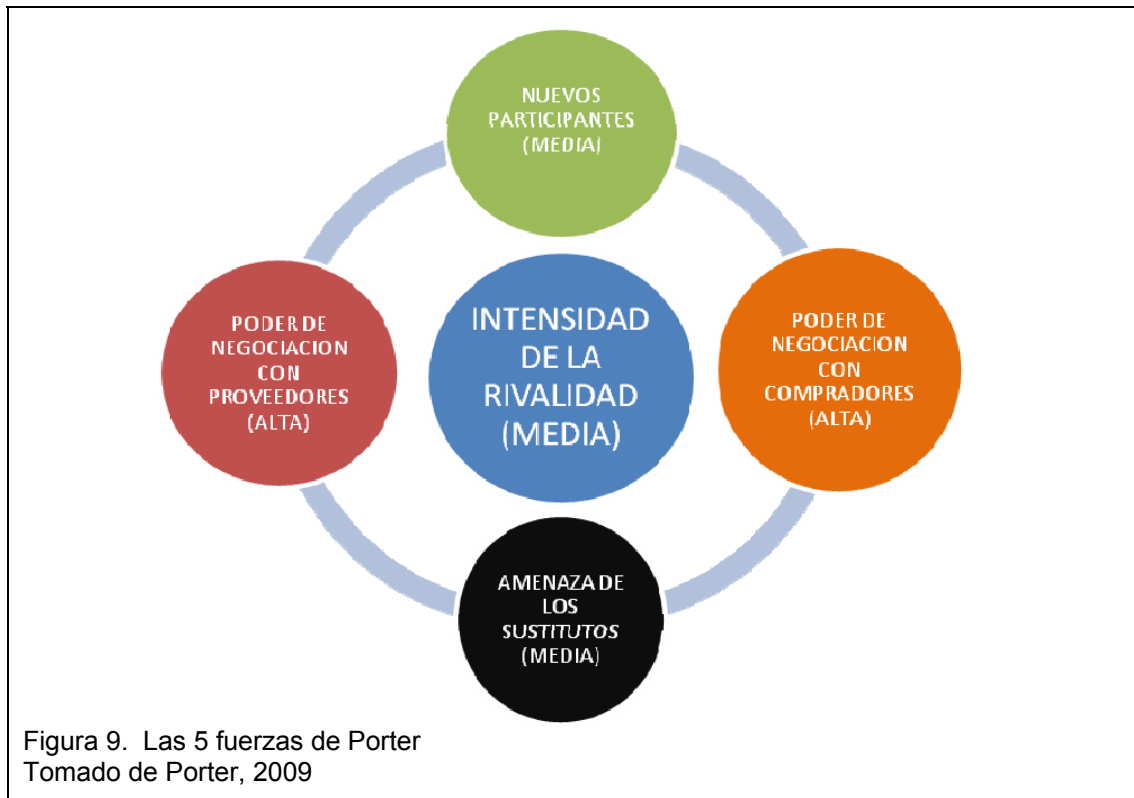 NUEVOS
PARTICIPANTES
(MEDIA)
PODER DE
NEGOCIACION
CON
PROVEEDORES
(ALTA)
INTENSIDAD
DE LA
RIVALIDAD
(MEDIA)
PODER DE
NEGOCIACION
CON
COMPRADORES
(ALTA)
AMENAZA DE
LOS
SUSTITUTOS
(MEDIA)
Figura 9. Las 5 fuerzas de Porter
Tomado de Porter, 2009